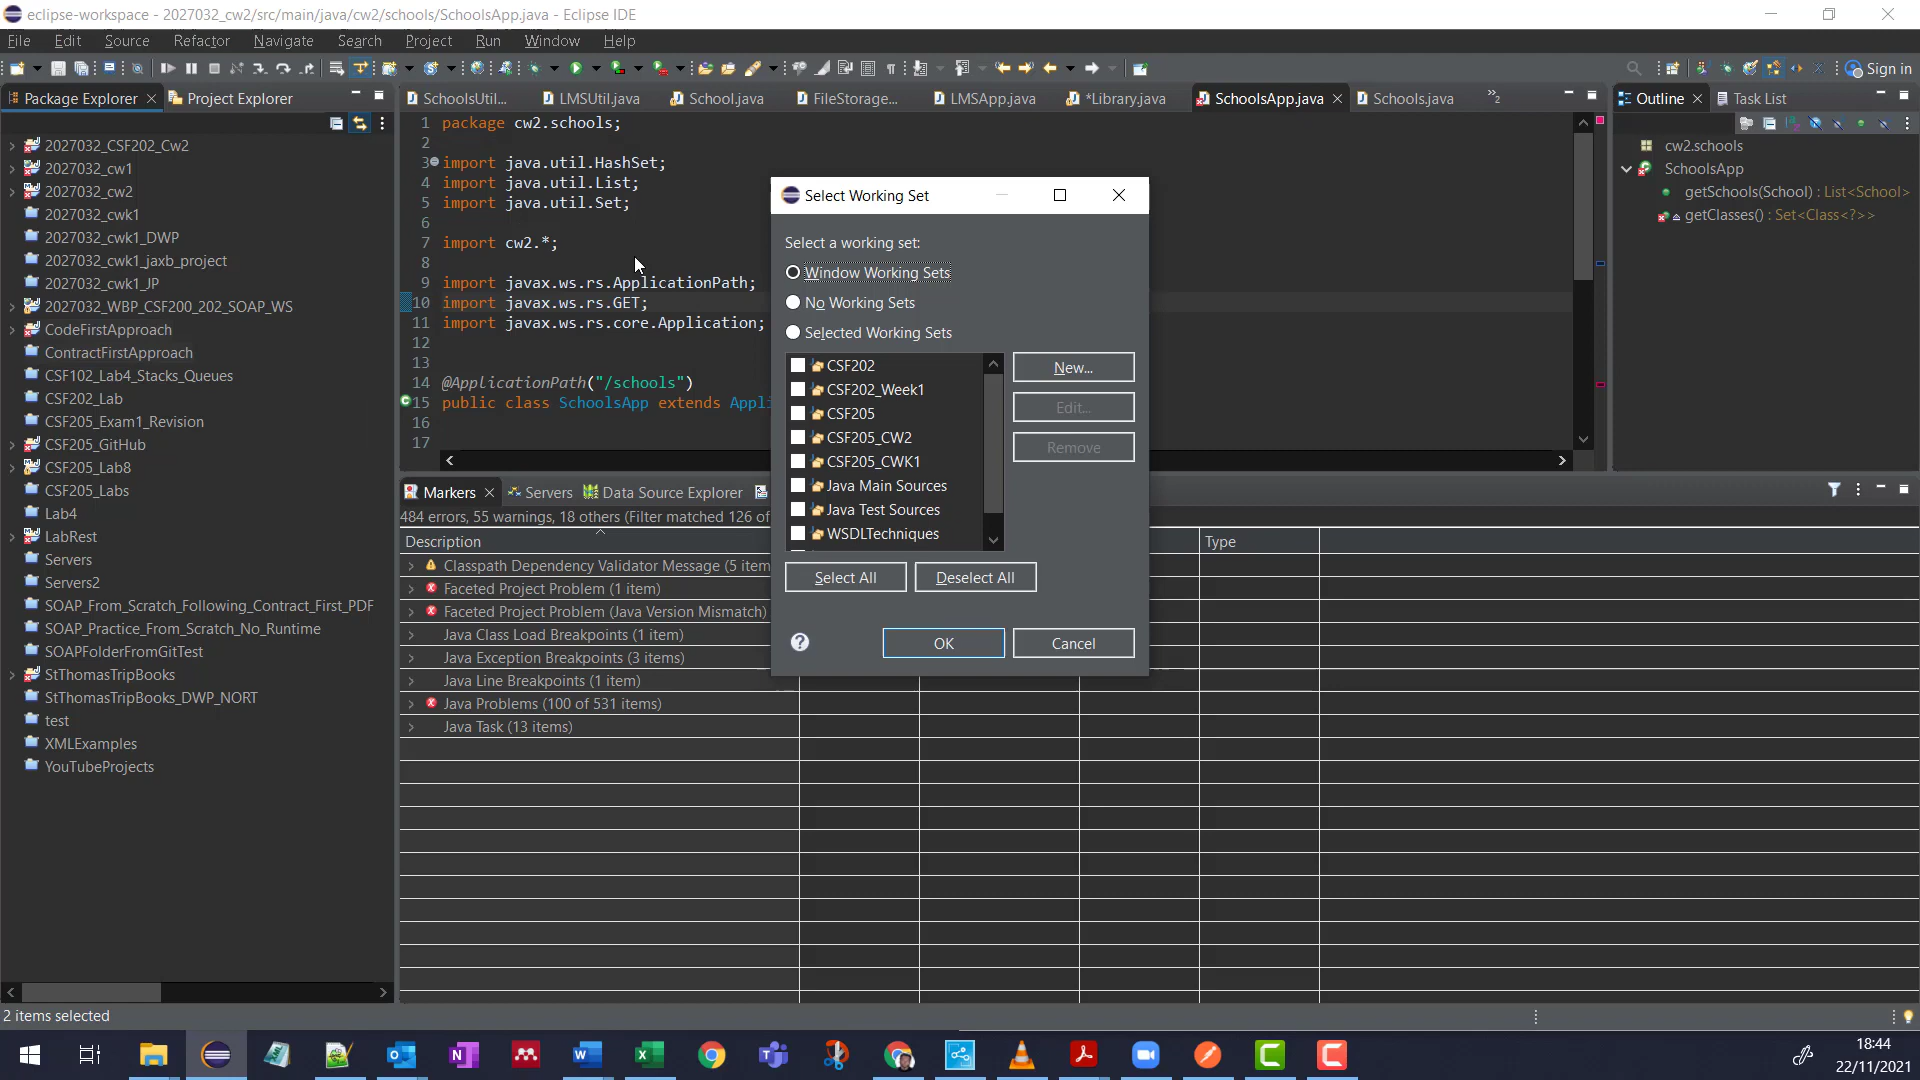 eclipse-workspace - 2027032_cw2/src/main/java/cw2/schools/SchoolsApp.java - Eclipse IDE
File Edit Source Refactor Navigate Search Project Run Window Help
Sign in
Package Explorer Project Explorer
2027032_CSF202_Cw2
2027032_cw1
2027032_cw2
2027032_cwk1
2027032_cwk1_DWP
2027032_cwk1_jaxb_project
2027032_cwk1_JP
2027032_WBP_CSF200_202_SOAP_WS
CodeFirstApproach
ContractFirstApproach
CSF102_Lab4_Stacks_Queues
CSF202_Lab
CSF205_Exam1_Revision
CSF205_GitHub
CSF205_Lab8
CSF205_Labs
Lab4
LabRest
Servers
Servers2
SOAP_From_Scratch_Following_Contract_First_PDF
SOAP_Practice_From_Scratch_No_Runtime
SOAPFolderFromGitTest
StThomasTripBooks
StThomasTripBooks_DWP_NORT
test
XMLExamples
YouTubeProjects
SchoolsUtil... LMSUtil.java School.java FileStorage... LMSApp.java *Library.java SchoolsApp.java Schools.java 2
1 package cw2.schools;
2
3 import java.util.HashSet;
4 import java.util.List;
5 import java.util.Set;
6
7 import cw2.*;
8
9 import javax.ws.rs.ApplicationPath;
10 import javax.ws.rs.GET;
11 import javax.ws.rs.core.Application;
12
13
14 @ApplicationPath("/schools")
15 public class SchoolsApp extends Appli
16
17
Select Working Set
Select a working set:
Window Working Sets
No Working Sets
Selected Working Sets
CSF202
CSF202_Week1
CSF205
CSF205_CW2
CSF205_CWK1
Java Main Sources
Java Test Sources
WSDLTechniques
New...
Edit...
Remove
Select All Deselect All
OK Cancel
Outline Task List
cw2.schools
SchoolsApp
getSchools(School) : List<School>
getClasses() : Set<Class<?>>
Markers Servers Data Source Explorer
484 errors, 55 warnings, 18 others (Filter matched 126 of
Description Type
Classpath Dependency Validator Message (5 item
Faceted Project Problem (1 item)
Faceted Project Problem (Java Version Mismatch)
Java Class Load Breakpoints (1 item)
Java Exception Breakpoints (3 items)
Java Line Breakpoints (1 item)
Java Problems (100 of 531 items)
Java Task (13 items)
2 items selected
18:44
22/11/2021